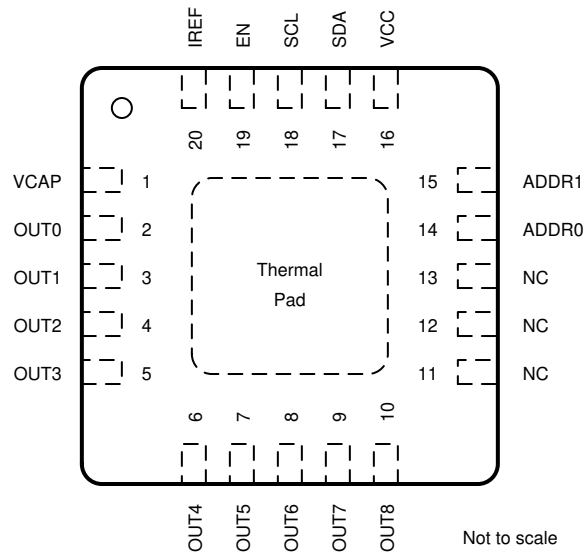 IREF EN SCL SDA VCC
20 19 18 17 16
VCAP 1 15 ADDR1
OUT0 2 14 ADDR0
OUT1 3 13 NC
OUT2 4 12 NC
OUT3 5 11 NC
Thermal
Pad
6 7 8 9 10
OUT4 OUT5 OUT6 OUT7 OUT8
Not to scale